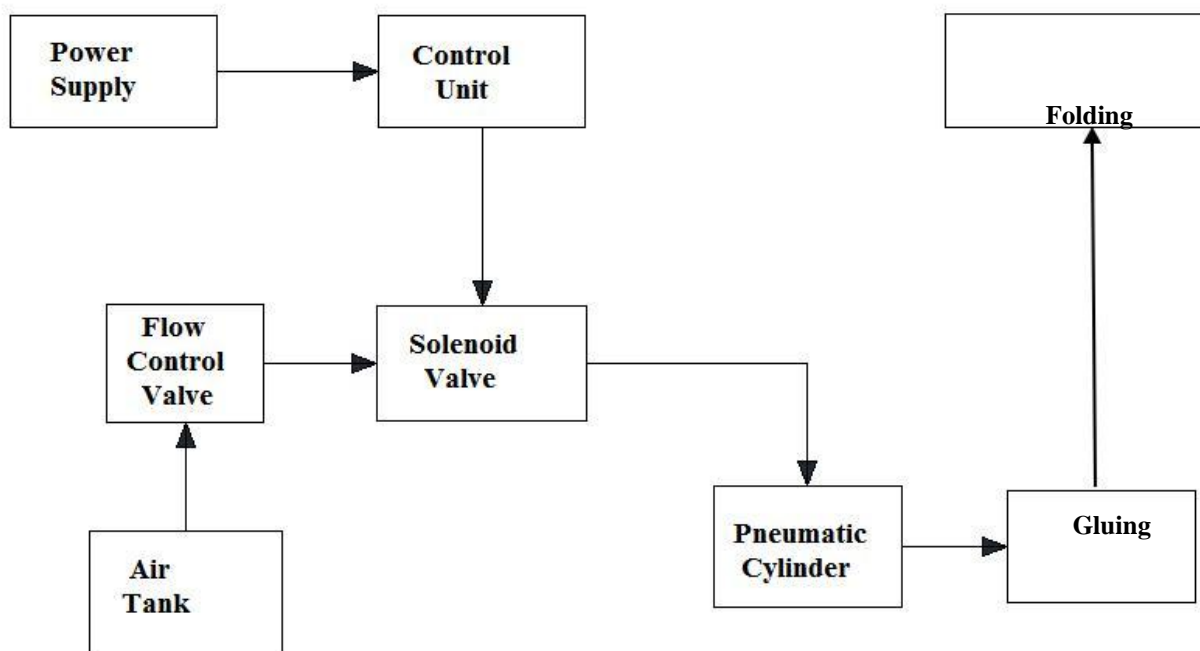 Power
Supply
Control
Unit
Folding
Flow
Control
Valve
Solenoid
Valve
Pneumatic
Cylinder
Gluing
Air
Tank